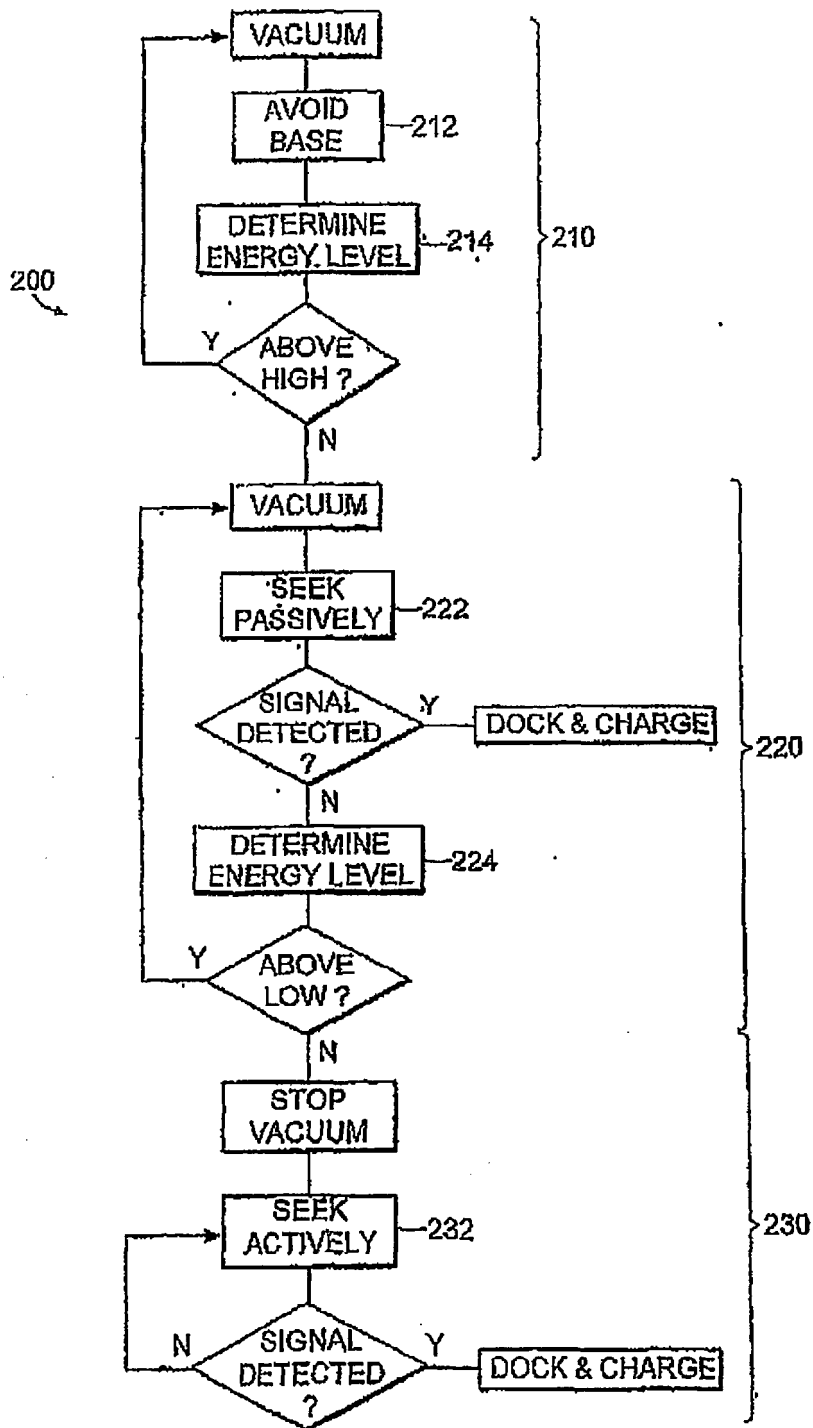 VACUUM
AVOID
BASE
212
DETERMINE
ENERGY. LEVEL
214
210
200
Y
ABOVE
HIGH ?
N
VACUUM
SEEK
PASSIVELY
222
SIGNAL
DETECTED
?
Y
DOCK & CHARGE
220
N
DETERMINE
ENERGY LEVEL
224
Y
ABOVE
LOW ?
N
STOP
VACUUM
SEEK
ACTIVELY
232
230
N
SIGNAL
DETECTED
?
Y
DOCK & CHARGE